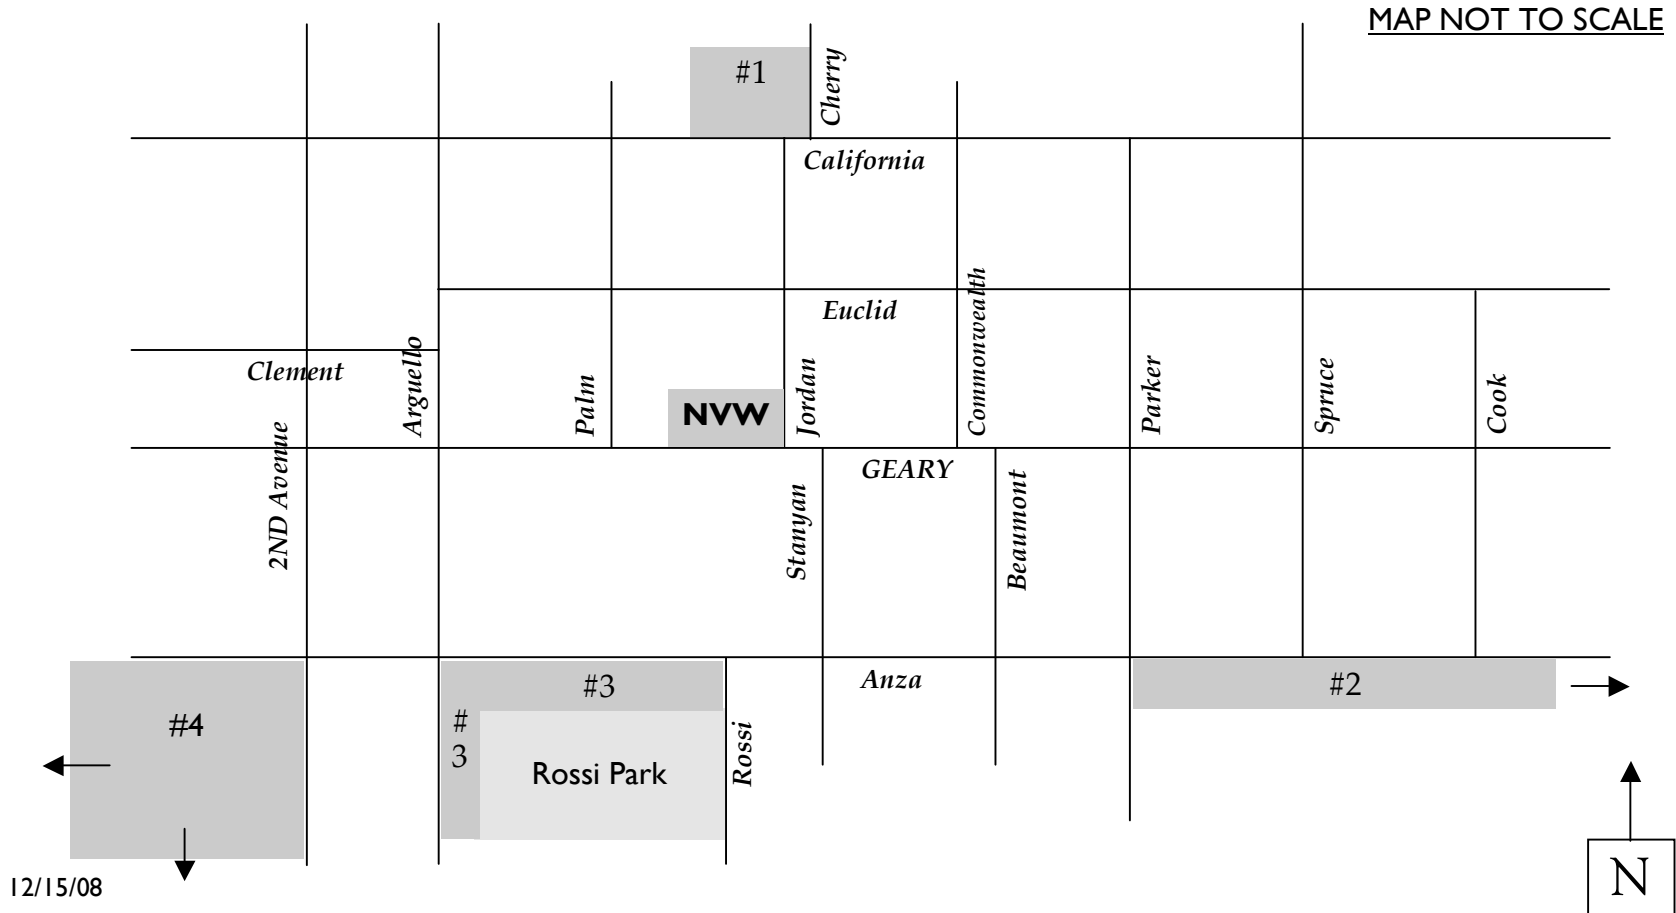 MAP NOT TO SCALE
#1
Cherry
California
Euclid
Commonwealth
Clement
Arguello
Palm
NVW
Jordan
Parker
Spruce
Cook
2ND Avenue
GEARY
Stanyan
Beaumont
#3
Anza
#2
#4
#
3
Rossi Park
Rossi
12/15/08
N